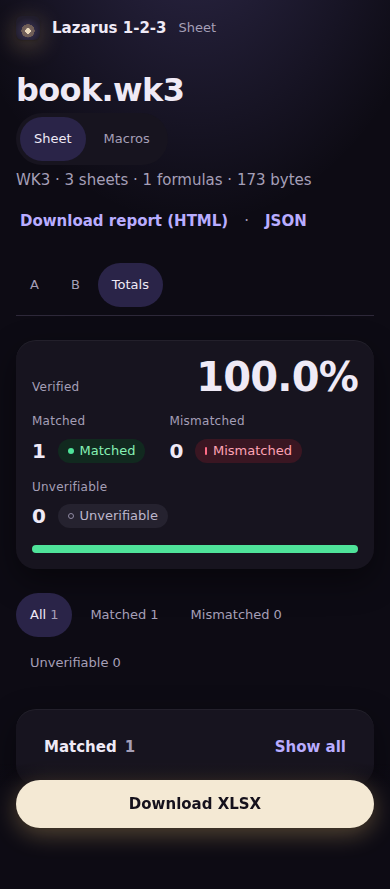 Lazarus 1-2-3 Sheet
book.wk3
Sheet Macros
WK3 · 3 sheets · 1 formulas · 173 bytes
Download report (HTML) · JSON
A B Totals
Verified 100.0%
Matched Mismatched
1 Matched 0 Mismatched
Unverifiable
0 Unverifiable
All 1 Matched 1 Mismatched 0
Unverifiable 0
Matched 1 Show all
Download XLSX